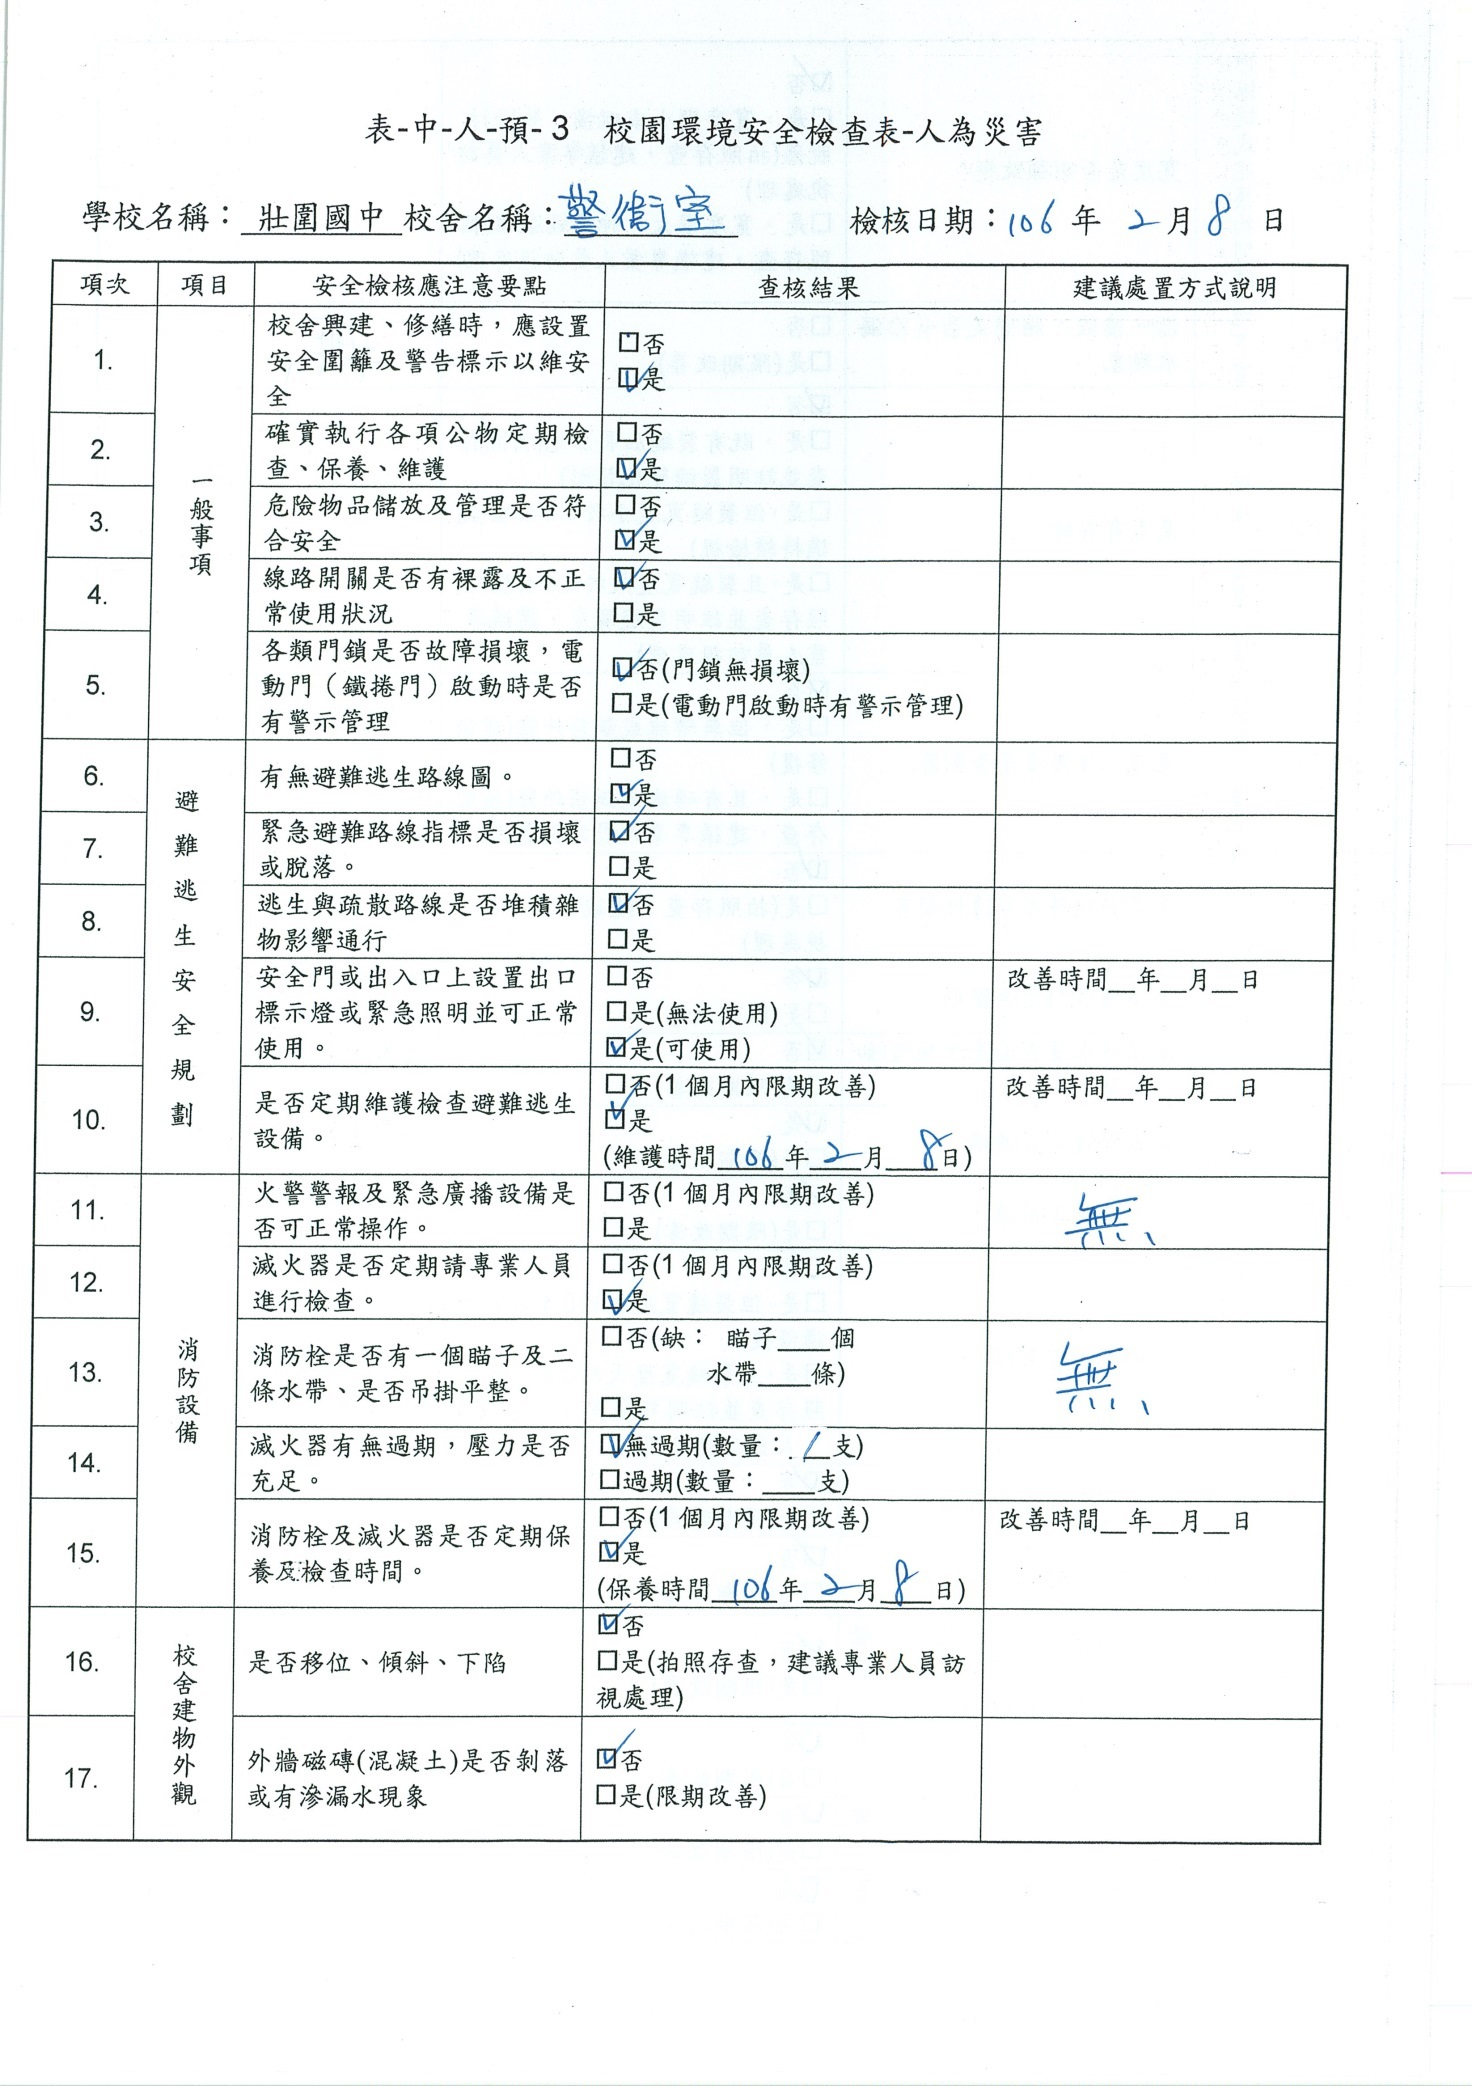 表-中-人-預-3 校園環境安全檢查表-人為災害
學校名稱：壯圍國中 校舍名稱：警衛室 檢核日期：106 年 2 月 8 日
項次 項目 安全檢核應注意要點 查核結果 建議處置方式說明
一般事項
1. 校舍興建、修繕時，應設置
安全圍籬及警告標示以維安
全
□否
☑是
2. 確實執行各項公物定期檢
查、保養、維護
□否
☑是
3. 危險物品儲放及管理是否符
合安全
□否
☑是
4. 線路開關是否有裸露及不正
常使用狀況
☑否
□是
5. 各類門鎖是否故障損壞，電
動門（鐵捲門）啟動時是否
有警示管理
☑否(門鎖無損壞)
□是(電動門啟動時有警示管理)
避難逃生安全規劃
6. 有無避難逃生路線圖。
□否
☑是
7. 緊急避難路線指標是否損壞
或脫落。
☑否
□是
8. 逃生與疏散路線是否堆積雜
物影響通行
☑否
□是
9. 安全門或出入口上設置出口
標示燈或緊急照明並可正常
使用。
□否
□是(無法使用)
☑是(可使用)
改善時間__年__月__日
10. 是否定期維護檢查避難逃生
設備。
□否(1 個月內限期改善)
☑是
(維護時間 106 年 2 月 8 日)
改善時間__年__月__日
消防設備
11. 火警警報及緊急廣播設備是
否可正常操作。
□否(1 個月內限期改善)
□是
無、
12. 滅火器是否定期請專業人員
進行檢查。
□否(1 個月內限期改善)
☑是
13. 消防栓是否有一個瞄子及二
條水帶、是否吊掛平整。
□否(缺： 瞄子____個
水帶____條)
□是
無、
14. 滅火器有無過期，壓力是否
充足。
☑無過期(數量： 1 支)
□過期(數量：____支)
15. 消防栓及滅火器是否定期保
養及檢查時間。
□否(1 個月內限期改善)
☑是
(保養時間 106 年 2 月 8 日)
改善時間__年__月__日
校舍建物外觀
16. 是否移位、傾斜、下陷
☑否
□是(拍照存查，建議專業人員訪
視處理)
17. 外牆磁磚(混凝土)是否剝落
或有滲漏水現象
☑否
□是(限期改善)